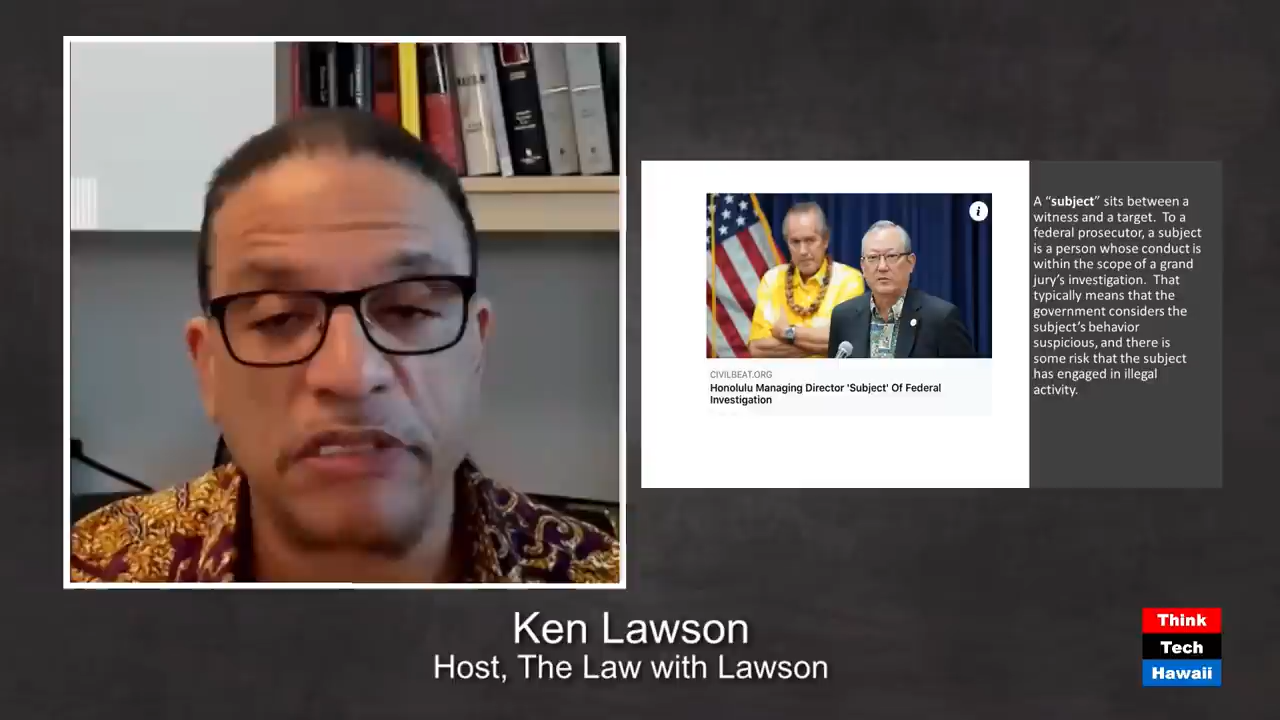 CIVILBEAT.ORG
Honolulu Managing Director 'Subject' Of Federal
Investigation
A “subject” sits between a
witness and a target. To a
federal prosecutor, a subject
is a person whose conduct is
within the scope of a grand
jury’s investigation. That
typically means that the
government considers the
subject’s behavior
suspicious, and there is
some risk that the subject
has engaged in illegal
activity.
Ken Lawson
Host, The Law with Lawson
Think
Tech
Hawaii